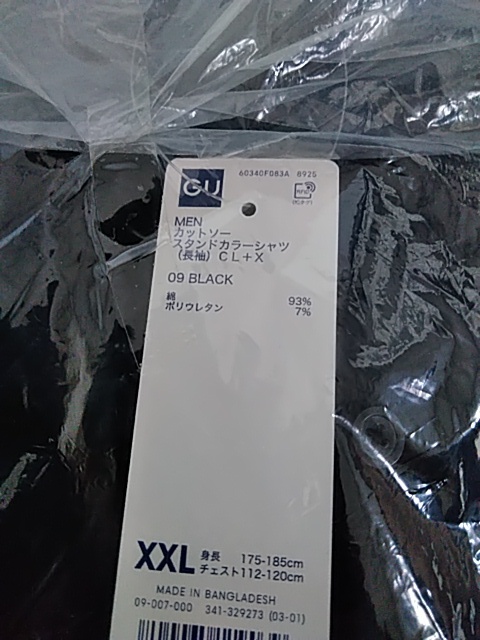 60340F083A 8925
GU
RFID
MEN
カットソー
スタンドカラーシャツ
(長袖) CL+X
09 BLACK
綿 93%
ポリウレタン 7%
XXL 身長 175-185cm
チェスト 112-120cm
MADE IN BANGLADESH
09-007-000 341-329273 (03-01)